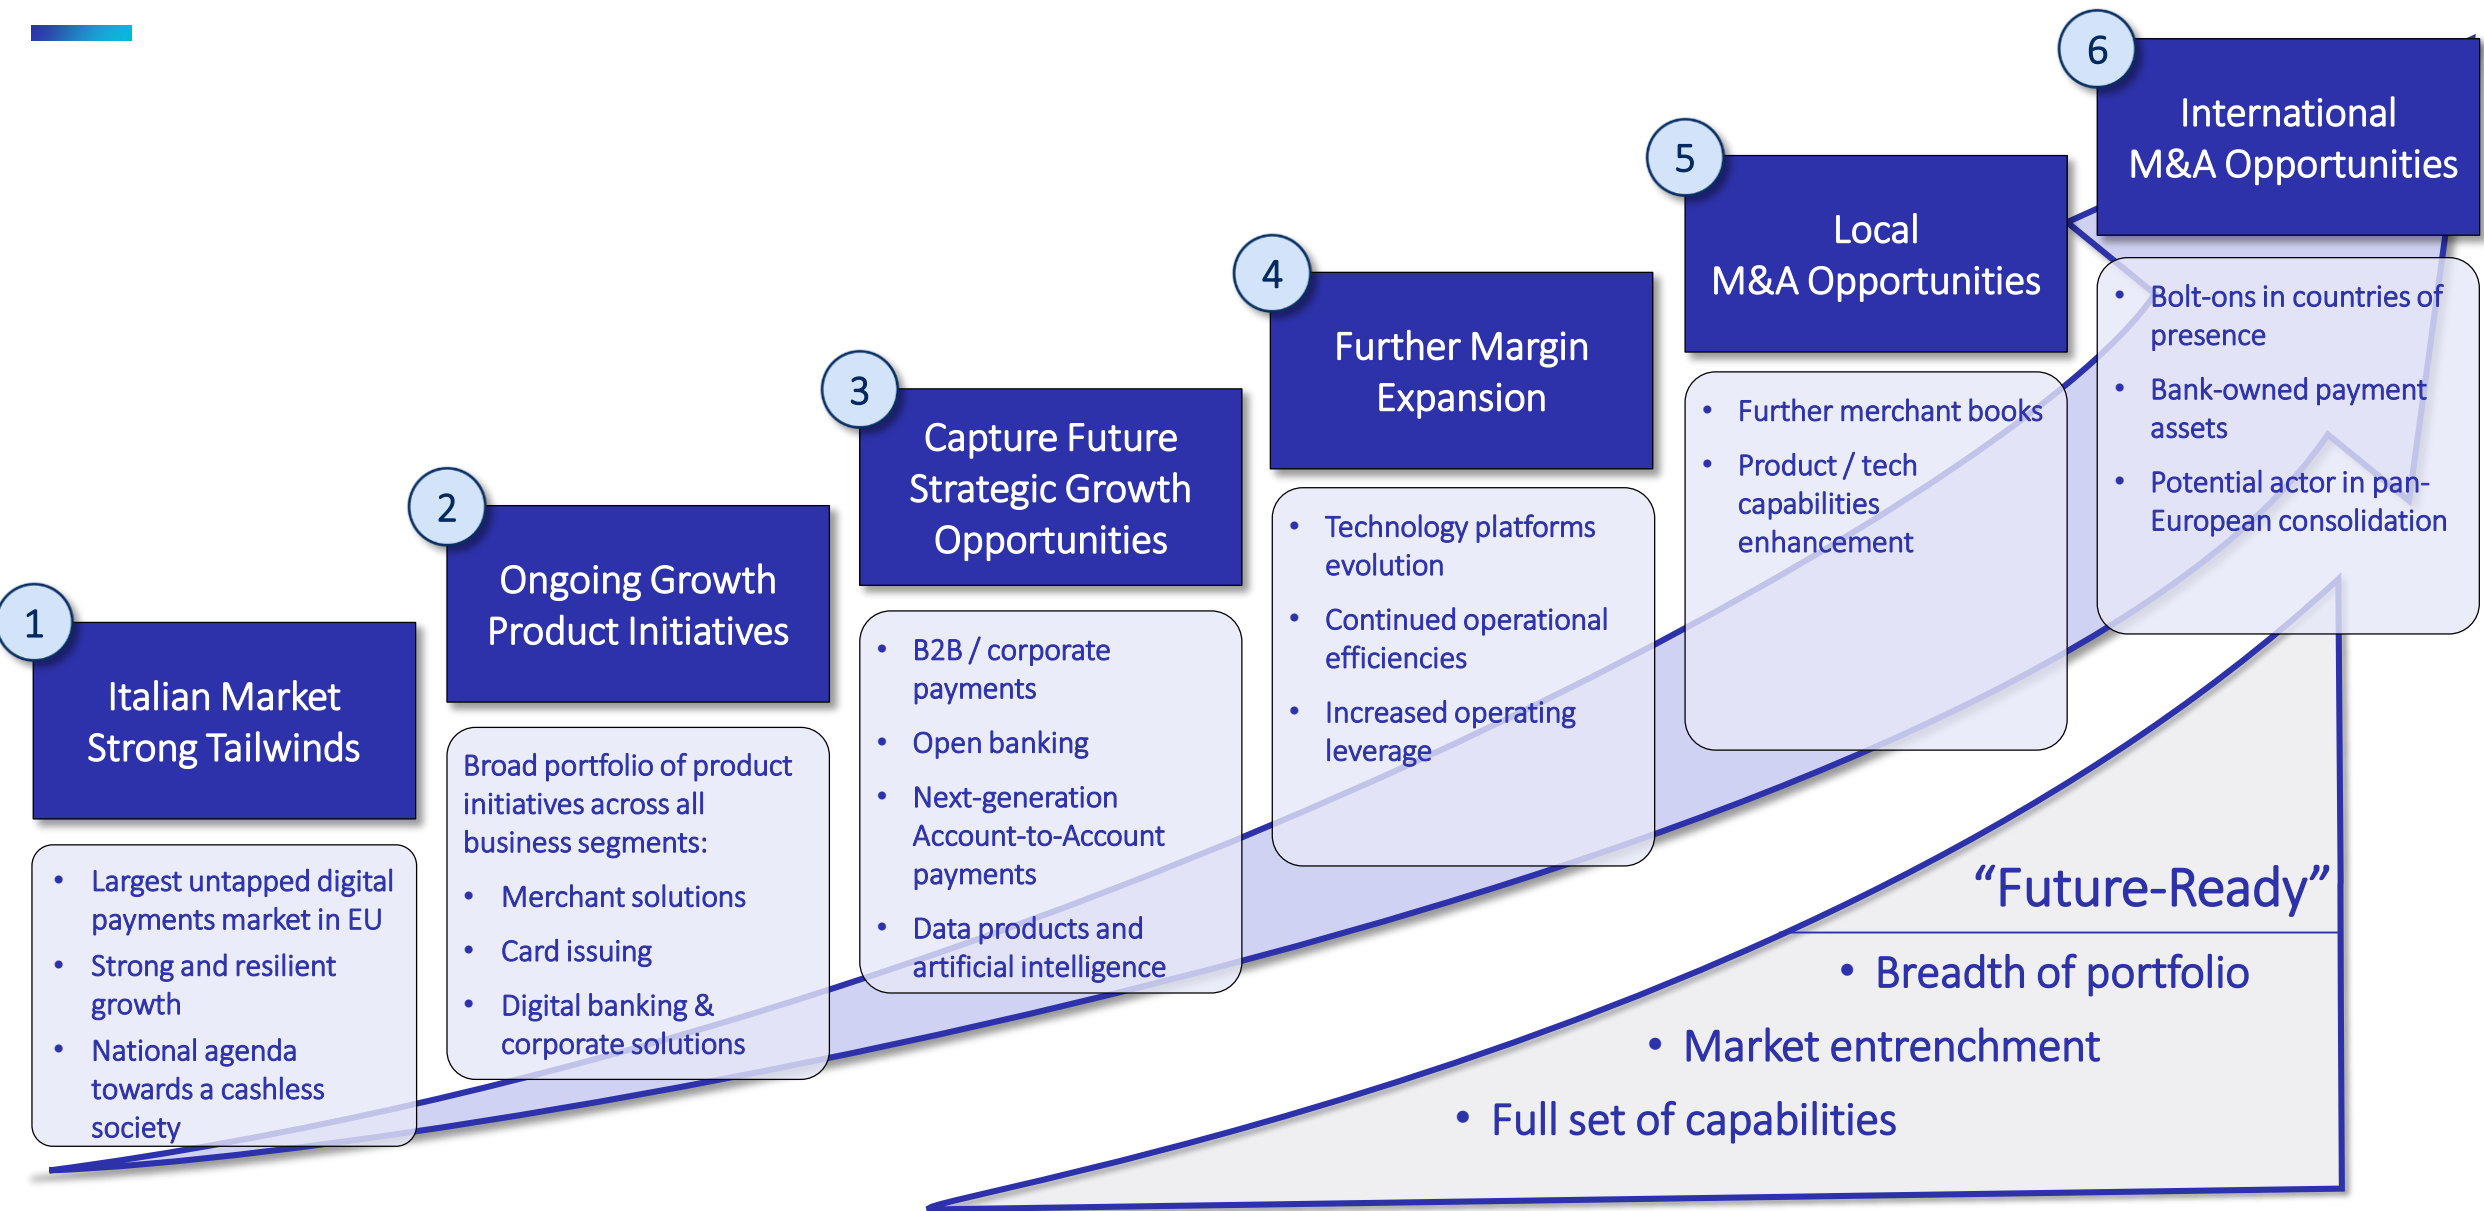 1
Italian Market
Strong Tailwinds
• Largest untapped digital
payments market in EU
• Strong and resilient
growth
• National agenda
towards a cashless
society
2
Ongoing Growth
Product Initiatives
Broad portfolio of product
initiatives across all
business segments:
• Merchant solutions
• Card issuing
• Digital banking &
corporate solutions
3
Capture Future
Strategic Growth
Opportunities
• B2B / corporate
payments
• Open banking
• Next-generation
Account-to-Account
payments
• Data products and
artificial intelligence
4
Further Margin
Expansion
• Technology platforms
evolution
• Continued operational
efficiencies
• Increased operating
leverage
5
Local
M&A Opportunities
• Further merchant books
• Product / tech
capabilities
enhancement
6
International
M&A Opportunities
• Bolt-ons in countries of
presence
• Bank-owned payment
assets
• Potential actor in pan-
European consolidation
“Future-Ready”
• Breadth of portfolio
• Market entrenchment
• Full set of capabilities